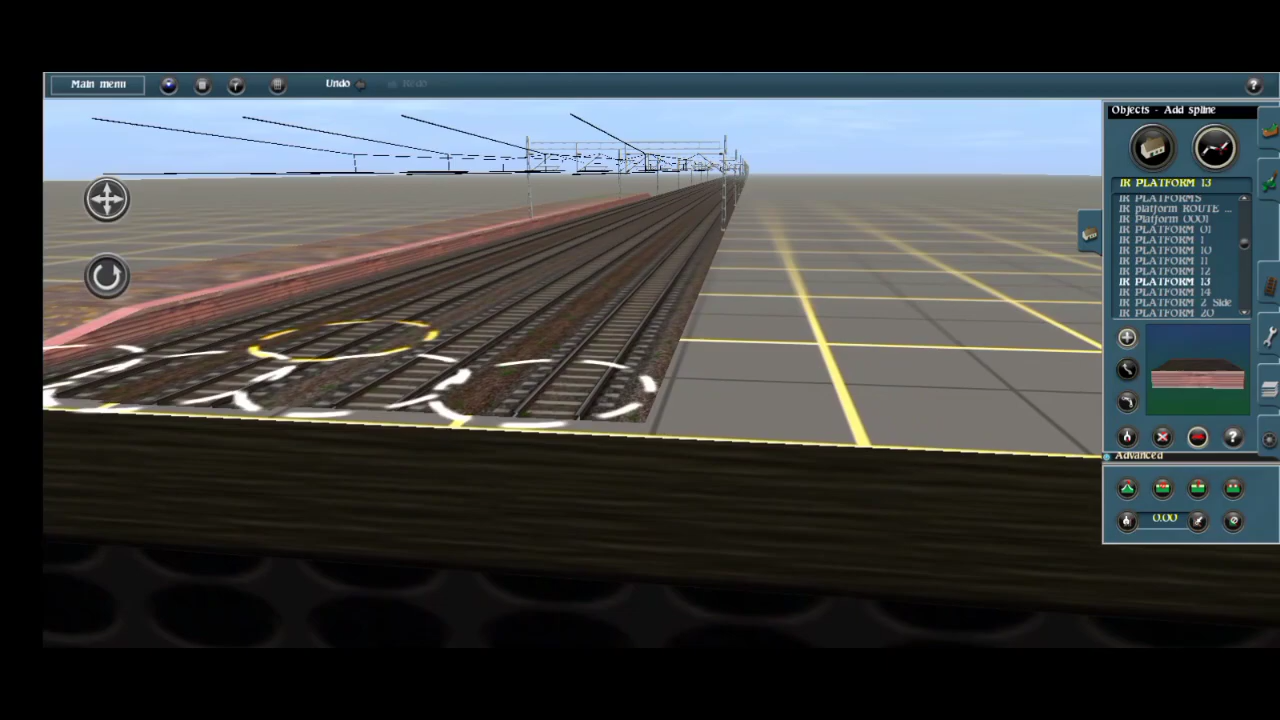 Main menu
Undo
Redo
?
Objects - Add spline
IR PLATFORM 13
IR PLATFORMS
IR platform ROUTE ...
IR Platform 0001
IR PLATFORM 01
IR PLATFORM 1
IR PLATFORM 10
IR PLATFORM 11
IR PLATFORM 12
IR PLATFORM 13
IR PLATFORM 14
IR PLATFORM 2 Side
IR PLATFORM 20
?
Advanced
0.00